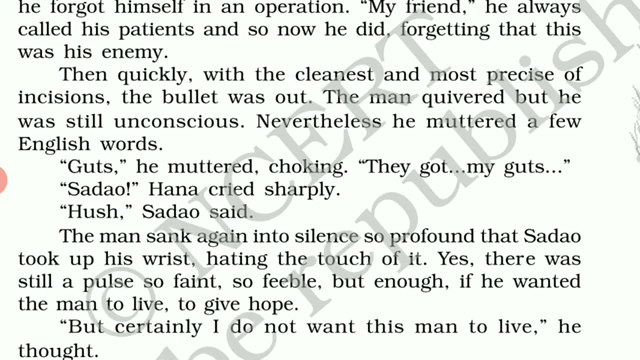 he forgot himself in an operation. “My friend,” he always
called his patients and so now he did, forgetting that this
was his enemy.
Then quickly, with the cleanest and most precise of
incisions, the bullet was out. The man quivered but he
was still unconscious. Nevertheless he muttered a few
English words.
“Guts,” he muttered, choking. “They got...my guts...”
“Sadao!” Hana cried sharply.
“Hush,” Sadao said.
The man sank again into silence so profound that Sadao
took up his wrist, hating the touch of it. Yes, there was
still a pulse so faint, so feeble, but enough, if he wanted
the man to live, to give hope.
“But certainly I do not want this man to live,” he
thought.
© NCERT
be republish